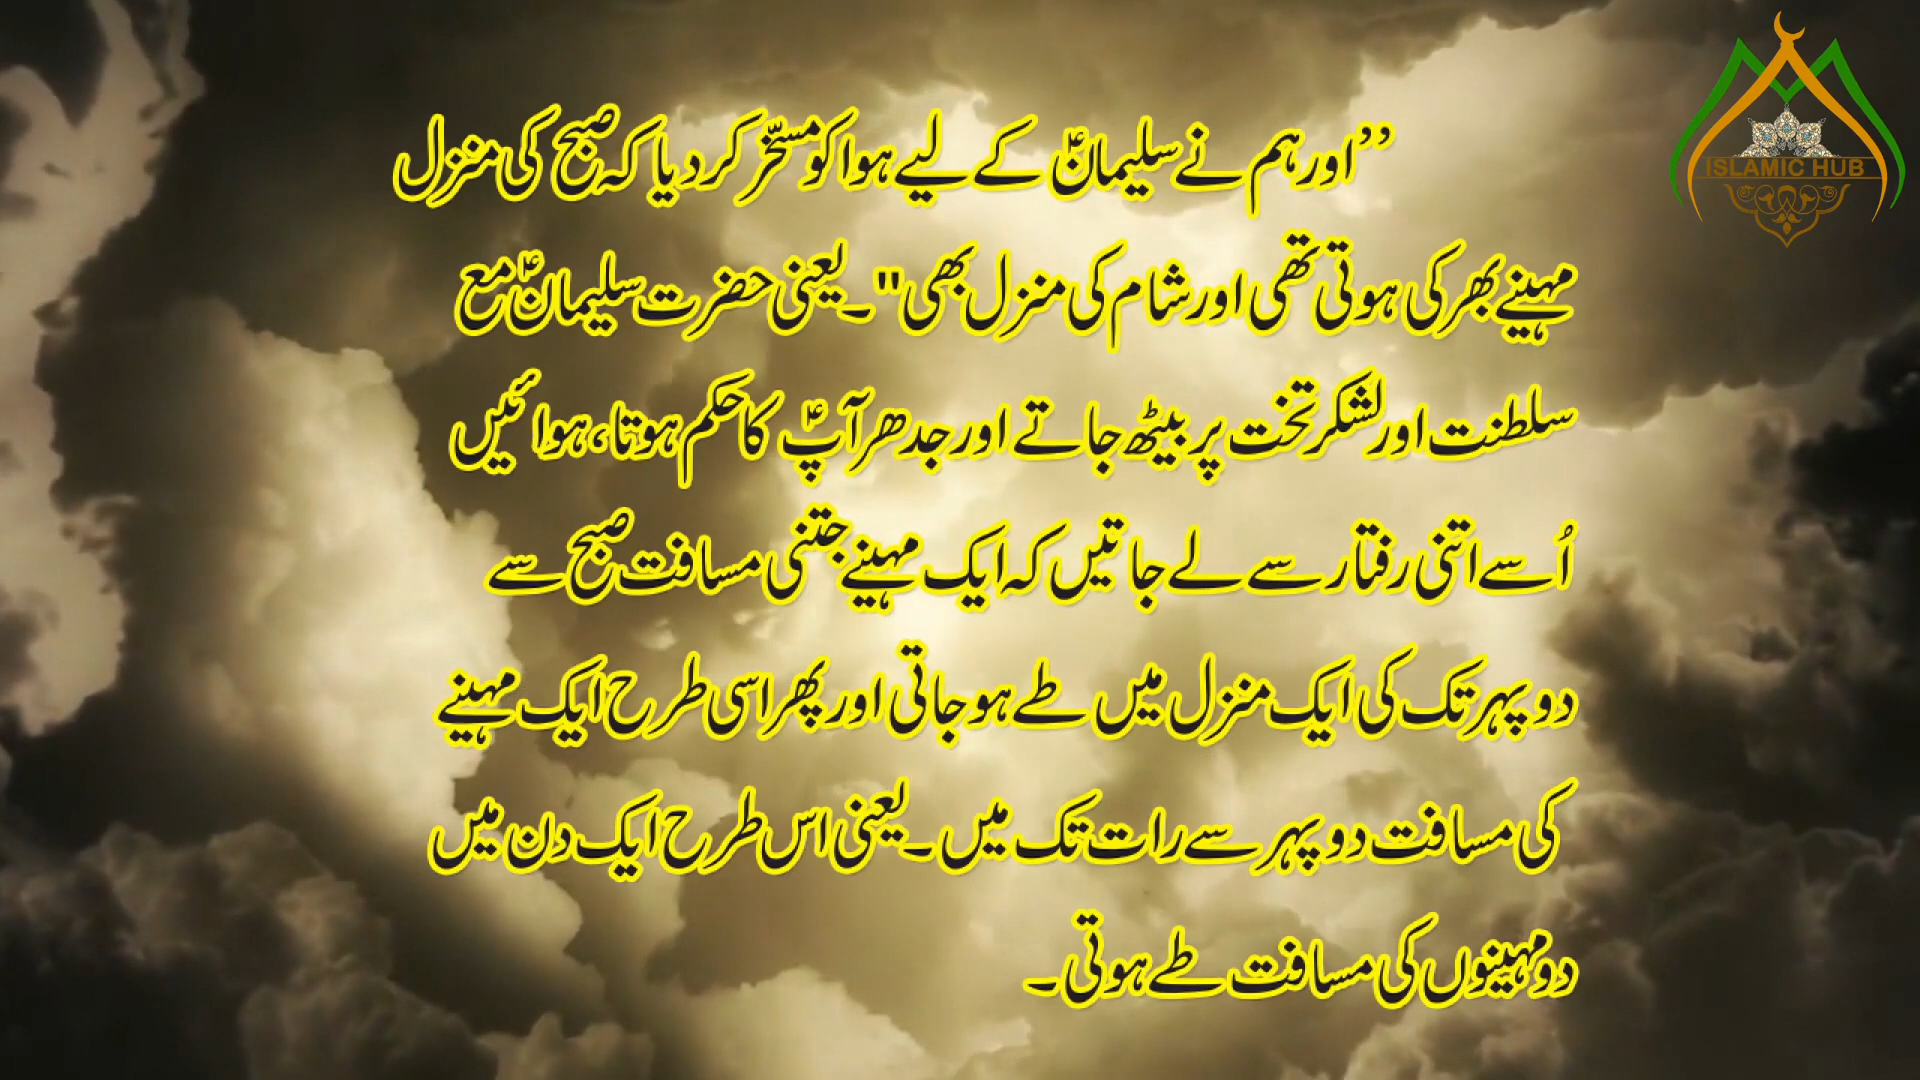 ISLAMIC HUB
’’اور ہم نے سلیمانؑ کے لیے ہوا کو مسخّر کر دیا کہ صبح کی منزل
مہینے بھر کی ہوتی تھی اور شام کی منزل بھی"۔ یعنی حضرت سلیمانؑ مع
سلطنت اور لشکر تخت پر بیٹھ جاتے اور جدھر آپؑ کا حکم ہوتا، ہوائیں
اُسے اتنی رفتار سے لے جاتیں کہ ایک مہینے جتنی مسافت صبح سے
دوپہر تک کی ایک منزل میں طے ہو جاتی اور پھر اسی طرح ایک مہینے
کی مسافت دوپہر سے رات تک میں۔ یعنی اس طرح ایک دن میں
دو مہینوں کی مسافت طے ہوتی۔